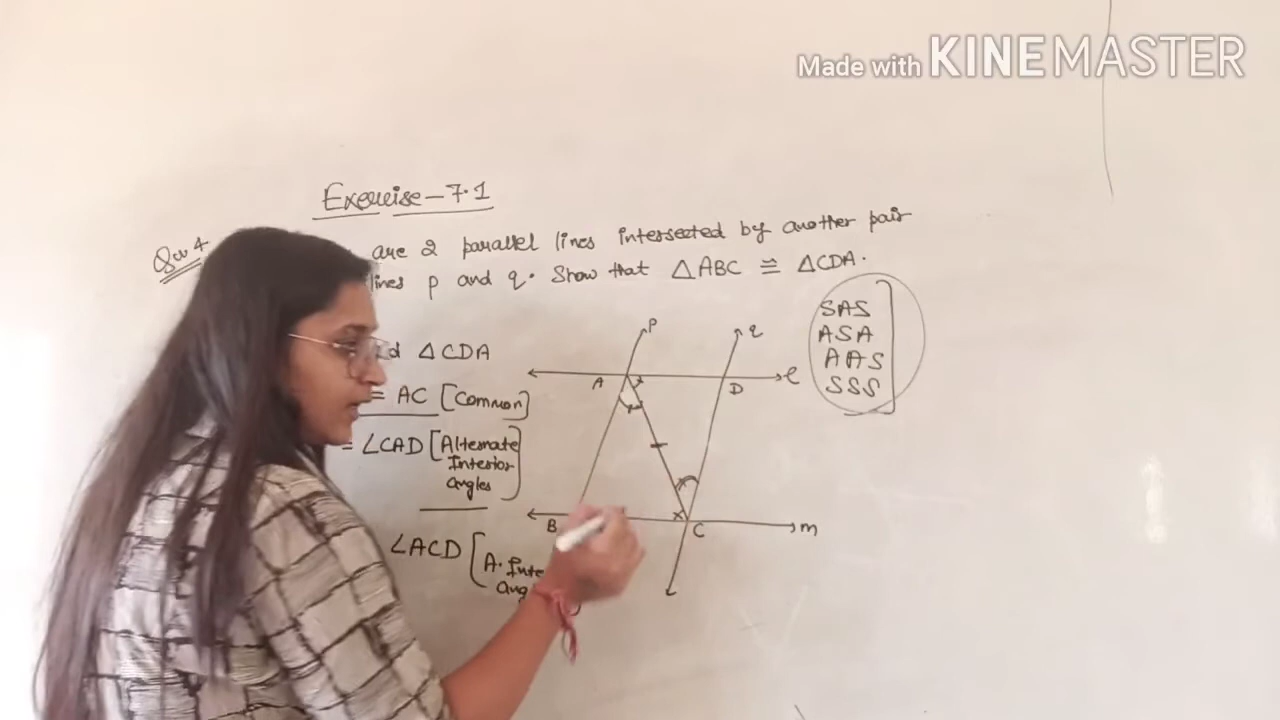 Made with KINEMASTER
Exercise-7.1
Qu 4
are 2 parallel lines intersected by another pair
lines p and q. Show that △ABC ≅ △CDA.
△CDA
= AC [Common]
= ∠CAD [Alternate
Interior
angles]
∠ACD [A. Inte
ang
SAS
ASA
AAS
SSS
p
q
A
D
l
B
x
C
m